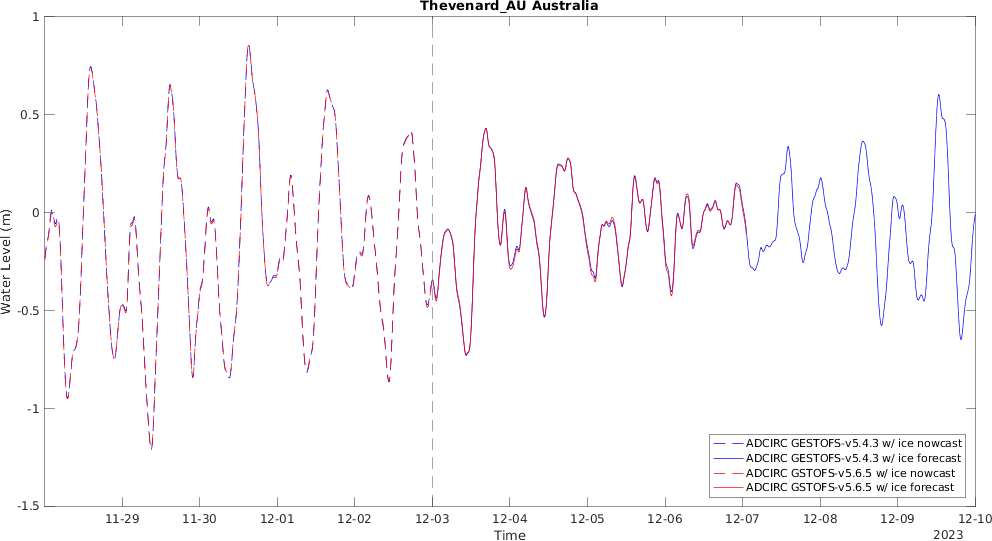 Thevenard_AU Australia
1
0.5
0
-0.5
-1
-1.5
Water Level (m)
11-29 11-30 12-01 12-02 12-03 12-04 12-05 12-06 12-07 12-08 12-09 12-10
Time
2023
ADCIRC GESTOFS-v5.4.3 w/ ice nowcast
ADCIRC GESTOFS-v5.4.3 w/ ice forecast
ADCIRC GSTOFS-v5.6.5 w/ ice nowcast
ADCIRC GSTOFS-v5.6.5 w/ ice forecast